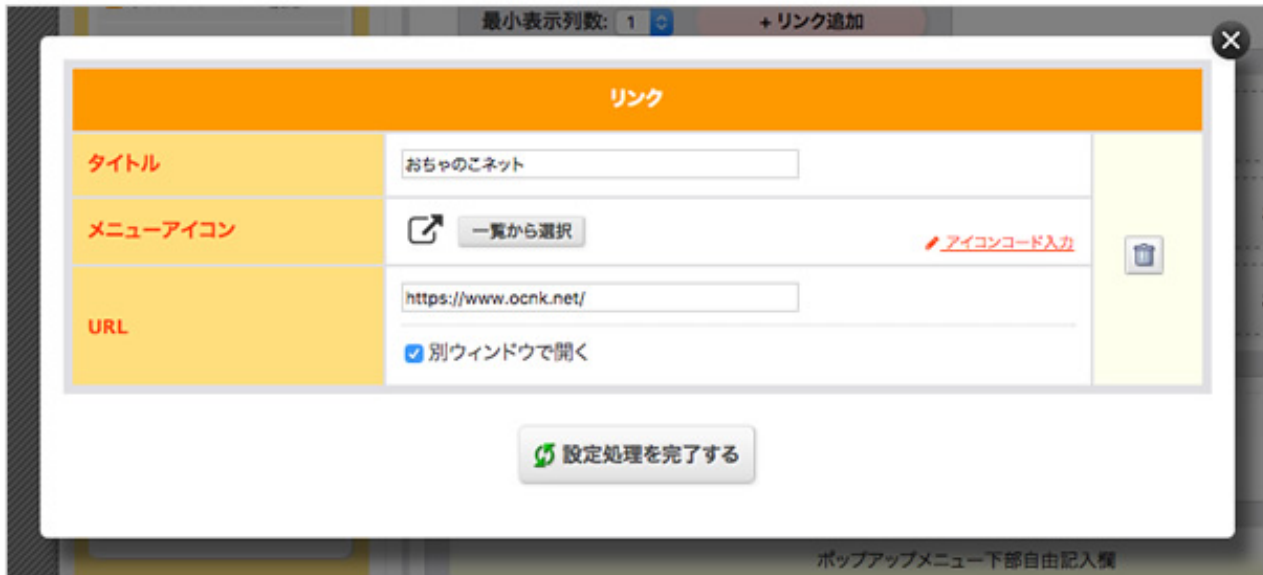 最小表示列数: 1 + リンク追加
リンク
タイトル
おちゃのこネット
メニューアイコン
一覧から選択
アイコンコード入力
URL
https://www.ocnk.net/
別ウィンドウで開く
設定処理を完了する
ポップアップメニュー下部自由記入欄